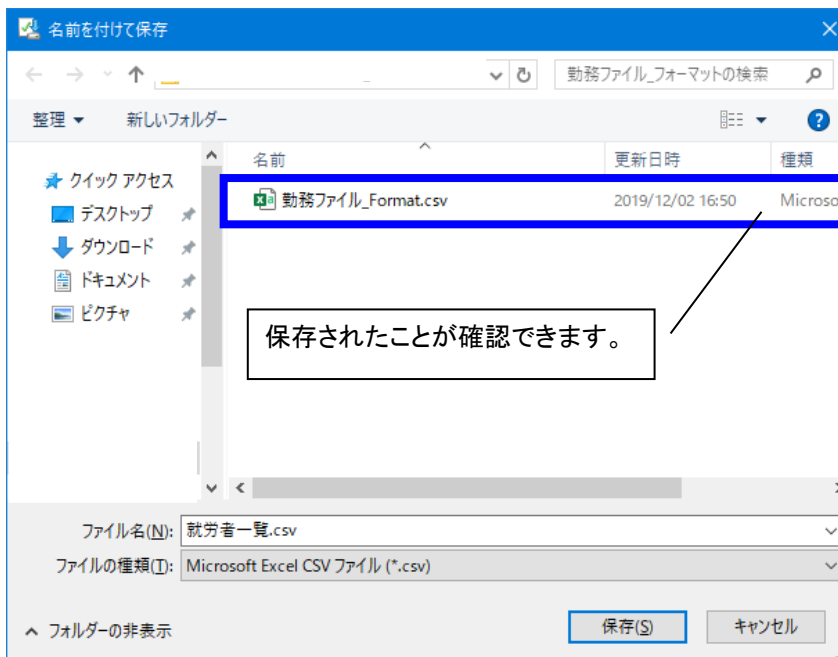 名前を付けて保存
勤務ファイル_フォーマットの検索
整理 新しいフォルダー
名前 更新日時 種類
クイック アクセス
勤務ファイル_Format.csv 2019/12/02 16:50 Microso
デスクトップ
ダウンロード
ドキュメント
ピクチャ
保存されたことが確認できます。
ファイル名(N): 就労者一覧.csv
ファイルの種類(T): Microsoft Excel CSV ファイル (*.csv)
フォルダーの非表示 保存(S) キャンセル